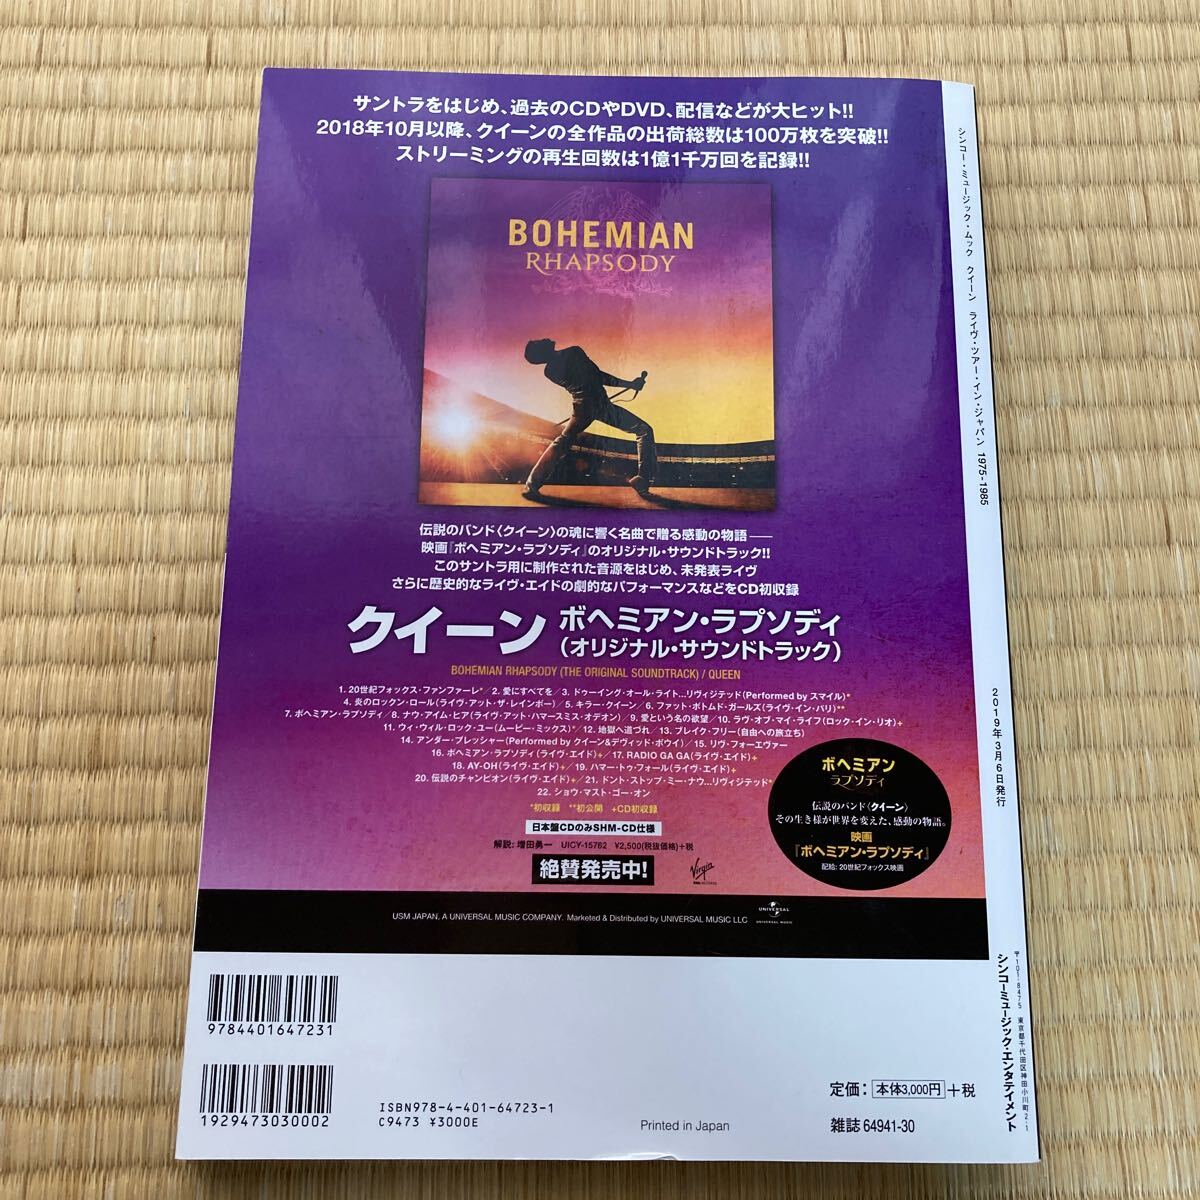 サントラをはじめ、過去のCDやDVD、配信などが大ヒット!!
2018年10月以降、クイーンの全作品の出荷総数は100万枚を突破!!
ストリーミングの再生回数は1億1千万回を記録!!
BOHEMIAN
RHAPSODY
伝説のバンド〈クイーン〉の魂に響く名曲で贈る感動の物語――
映画『ボヘミアン・ラプソディ』のオリジナル・サウンドトラック!!
このサントラ用に制作された音源をはじめ、未発表ライヴ
さらに歴史的なライヴ・エイドの劇的なパフォーマンスなどをCD初収録
クイーン ボヘミアン・ラプソディ
(オリジナル・サウンドトラック)
BOHEMIAN RHAPSODY (THE ORIGINAL SOUNDTRACK) / QUEEN
1. 20世紀フォックス・ファンファーレ*/2. 愛にすべてを/3. ドゥーイング・オール・ライト...リヴィジテッド(Performed by スマイル)*
4. 炎のロックン・ロール(ライヴ・アット・ザ・レインボー)/5. キラー・クイーン/6. ファット・ボトムド・ガールズ(ライヴ・イン・パリ)**
7. ボヘミアン・ラプソディ/8. ナウ・アイム・ヒア(ライヴ・アット・ハマースミス・オデオン)/9. 愛という名の欲望/10. ラヴ・オブ・マイ・ライフ(ロック・イン・リオ)+
11. ウィ・ウィル・ロック・ユー(ムービー・ミックス)*/12. 地獄へ道づれ/13. ブレイク・フリー(自由への旅立ち)
14. アンダー・プレッシャー(Performed by クイーン&デヴィッド・ボウイ)/15. リヴ・フォーエヴァー
16. ボヘミアン・ラプソディ(ライヴ・エイド)+/17. RADIO GA GA(ライヴ・エイド)+
18. AY-OH(ライヴ・エイド)+/19. ハマー・トゥ・フォール(ライヴ・エイド)+
20. 伝説のチャンピオン(ライヴ・エイド)+/21. ドント・ストップ・ミー・ナウ...リヴィジテッド*
22. ショウ・マスト・ゴー・オン
*初収録 **初公開 +CD初収録
日本盤CDのみSHM-CD仕様
解説: 増田勇一 UICY-15762 ¥2,500(税抜価格)+税
絶賛発売中!
Virgin
EMI RECORDS
ボヘミアン
ラプソディ
伝説のバンド〈クイーン〉
その生き様が世界を変えた、感動の物語。
映画
『ボヘミアン・ラプソディ』
配給: 20世紀フォックス映画
USM JAPAN, A UNIVERSAL MUSIC COMPANY. Marketed & Distributed by UNIVERSAL MUSIC LLC
UNIVERSAL
UNIVERSAL MUSIC
9784401647231
1929473030002
ISBN978-4-401-64723-1
C9473 ¥3000E
Printed in Japan
定価: 本体3,000円+税
雑誌 64941-30
シンコー・ミュージック・ムック クイーン ライヴ・ツアー・イン・ジャパン 1975-1985
2019年3月6日発行
〒101-8475 東京都千代田区神田小川町2-1
シンコーミュージック・エンタテイメント